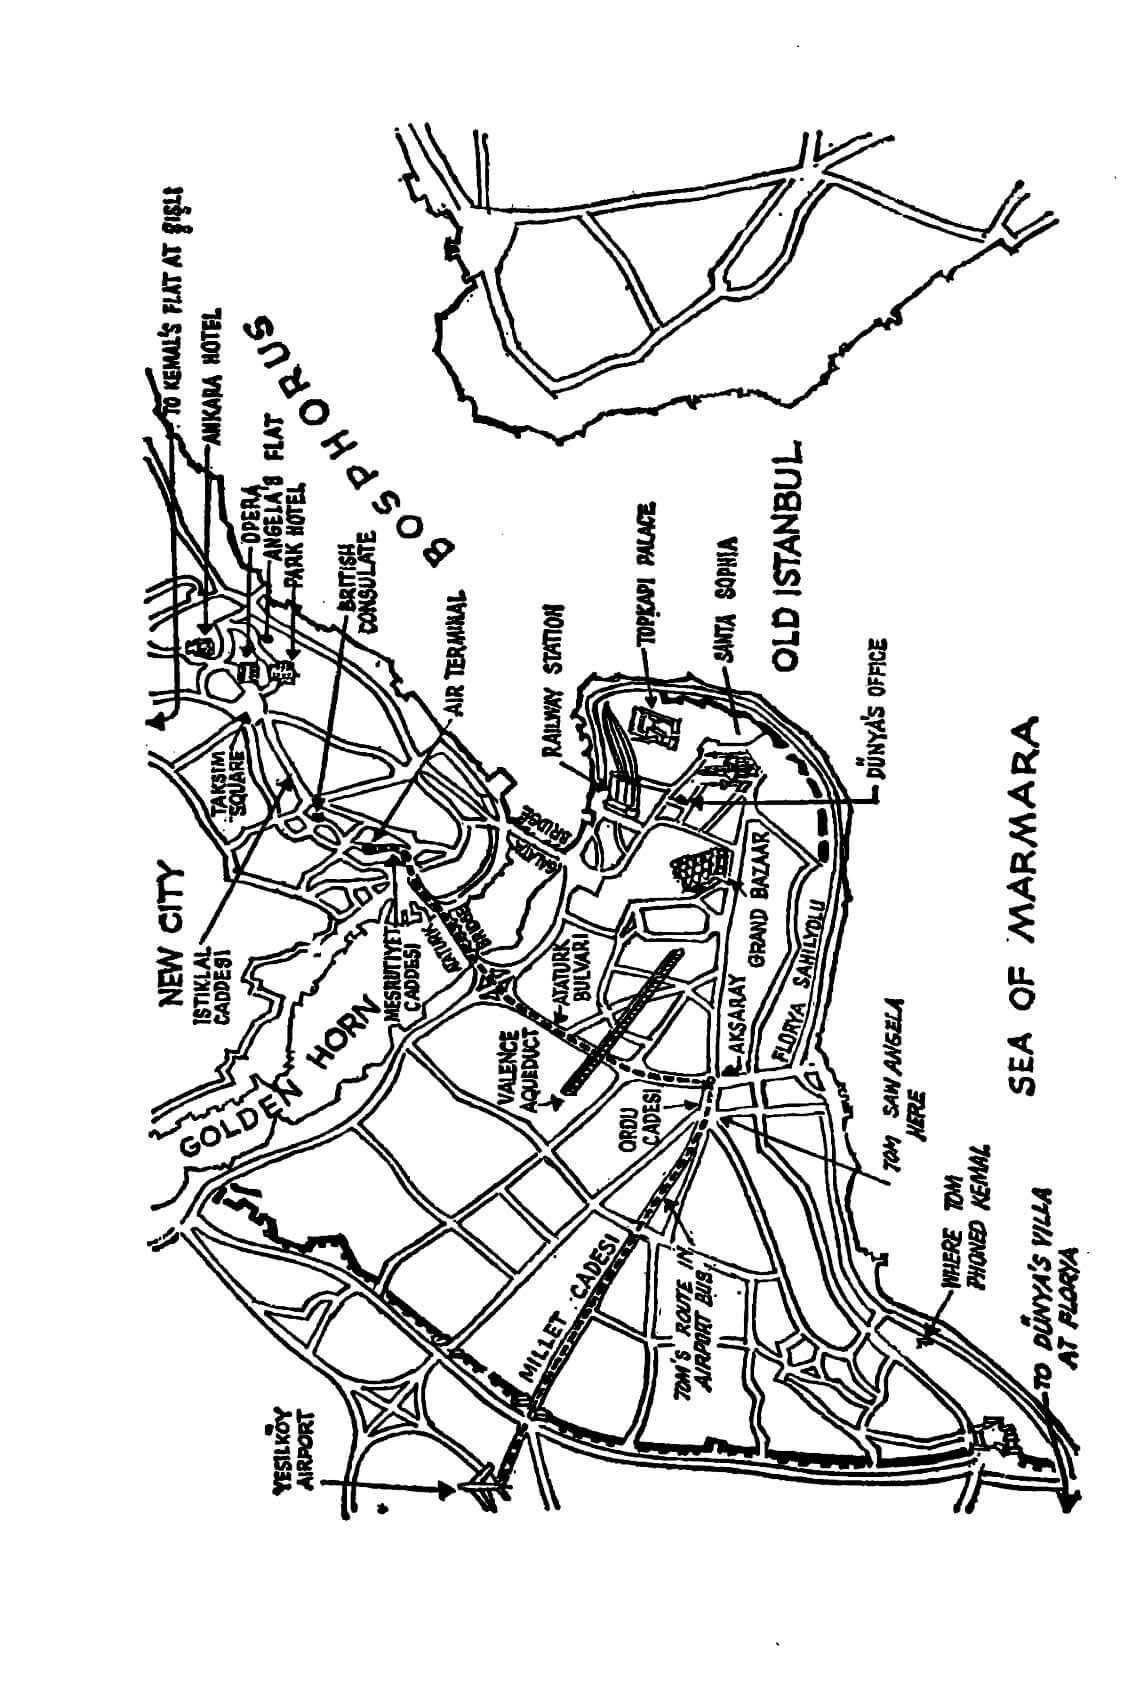 TO KEMAL'S FLAT AT ŞİŞLİ
ANKARA HOTEL
OPERA
ANGELA'S FLAT
PARK HOTEL
BRITISH
CONSULATE
AIR TERMINAL
BOSPHORUS
TAKSIM
SQUARE
NEW CITY
ISTIKLAL
CADDESI
MESRUTIYET
CADDESI
GOLDEN HORN
GALATA
BRIDGE
ATATURK
BRIDGE
RAILWAY STATION
TOPKAPI PALACE
SANTA SOPHIA
OLD ISTANBUL
DÜNYA'S OFFICE
GRAND BAZAAR
ATATURK
BULVARI
VALENCE
AQUEDUCT
AKSARAY
FLORYA SAHILYOLU
ORDU
CADESI
TOM SAW ANGELA
HERE
SEA OF MARMARA
MILLET CADESI
TOM'S ROUTE IN
AIRPORT BUS
WHERE TOM
PHONED KEMAL
TO DÜNYA'S VILLA
AT FLORYA
YESILKÖY
AIRPORT